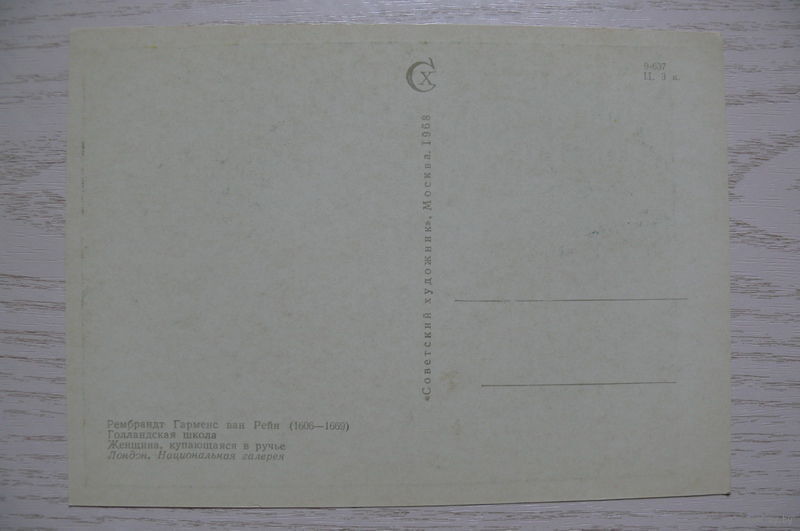 Сх
9-637
Ц. 3 к.
«Советский художник», Москва, 1968
Рембрандт Гарменс ван Рейн (1606—1669)
Голландская школа
Женщина, купающаяся в ручье
Лондон. Национальная галерея